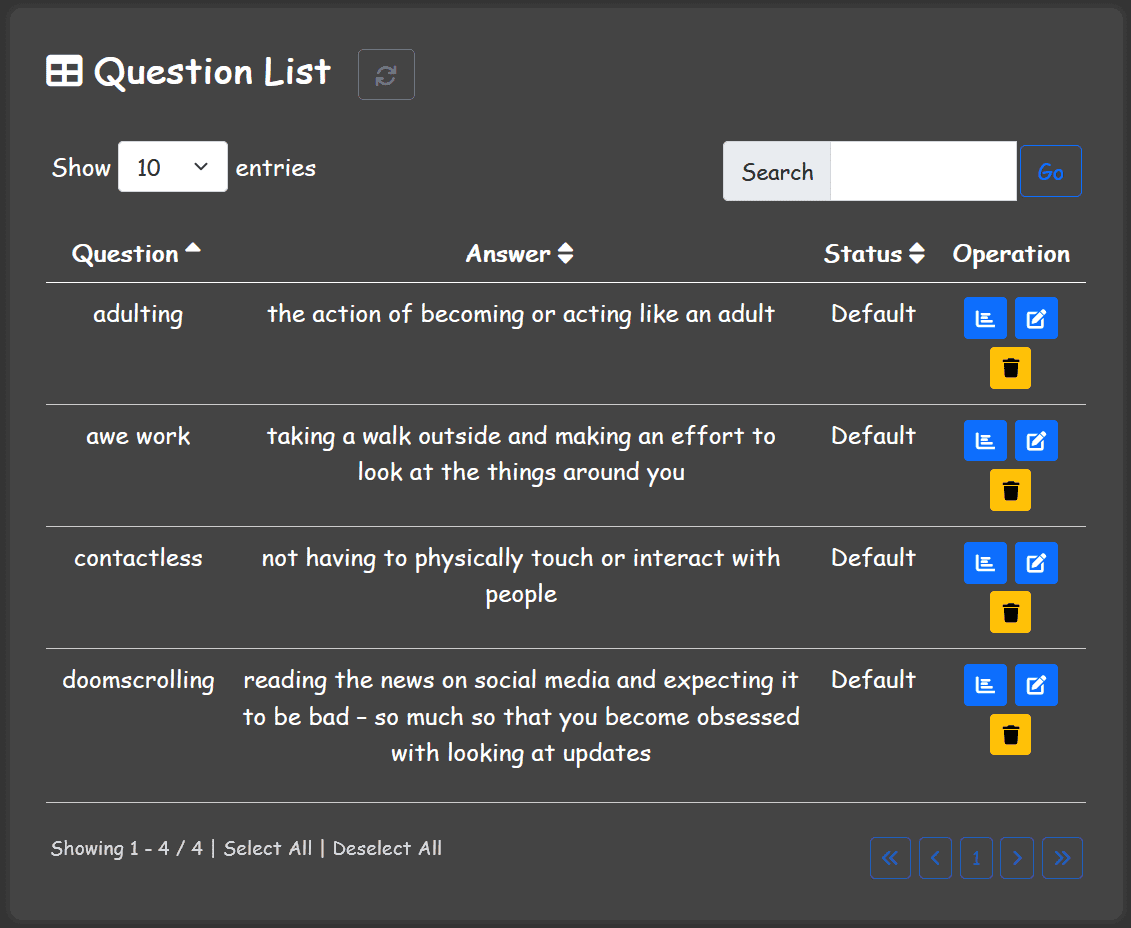 Question List
Show 10 entries
Search Go
Question Answer Status Operation
adulting the action of becoming or acting like an adult Default
awe work taking a walk outside and making an effort to Default
look at the things around you
contactless not having to physically touch or interact with Default
people
doomscrolling reading the news on social media and expecting it Default
to be bad – so much so that you become obsessed
with looking at updates
Showing 1 - 4 / 4 | Select All | Deselect All
« < 1 > »